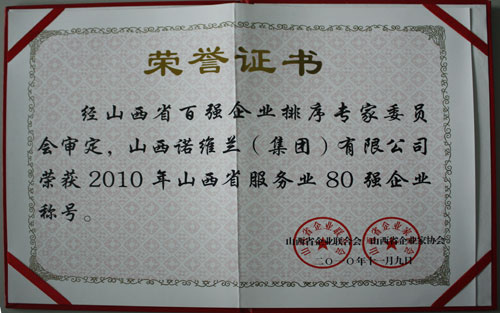 荣誉证书
经山西省百强企业排序专家委员
会审定，山西诺维兰（集团）有限公司
荣获2010年山西省服务业80强企业
称号。
山西省企业联合会 山西省企业家协会
二〇一〇年十一月九日